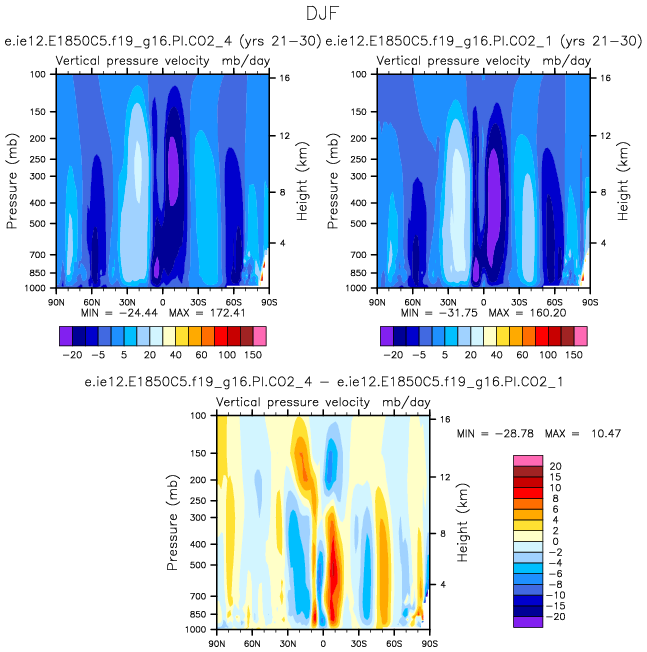 DJF
e.ie12.E1850C5.f19_g16.PI.CO2_4 (yrs 21-30) e.ie12.E1850C5.f19_g16.PI.CO2_1 (yrs 21-30)
Vertical pressure velocity mb/day
Vertical pressure velocity mb/day
Pressure (mb)
100
150
200
250
300
400
500
700
850
1000
16
12
8
4
Height (km)
90N 60N 30N 0 30S 60S 90S
MIN = -24.44 MAX = 172.41
-20 -5 5 20 40 60 100 150
Pressure (mb)
100
150
200
250
300
400
500
700
850
1000
16
12
8
4
Height (km)
90N 60N 30N 0 30S 60S 90S
MIN = -31.75 MAX = 160.20
-20 -5 5 20 40 60 100 150
e.ie12.E1850C5.f19_g16.PI.CO2_4 - e.ie12.E1850C5.f19_g16.PI.CO2_1
Vertical pressure velocity mb/day
Pressure (mb)
100
150
200
250
300
400
500
700
850
1000
16
12
8
4
Height (km)
90N 60N 30N 0 30S 60S 90S
MIN = -28.78 MAX = 10.47
20
15
10
8
6
4
2
0
-2
-4
-6
-8
-10
-15
-20